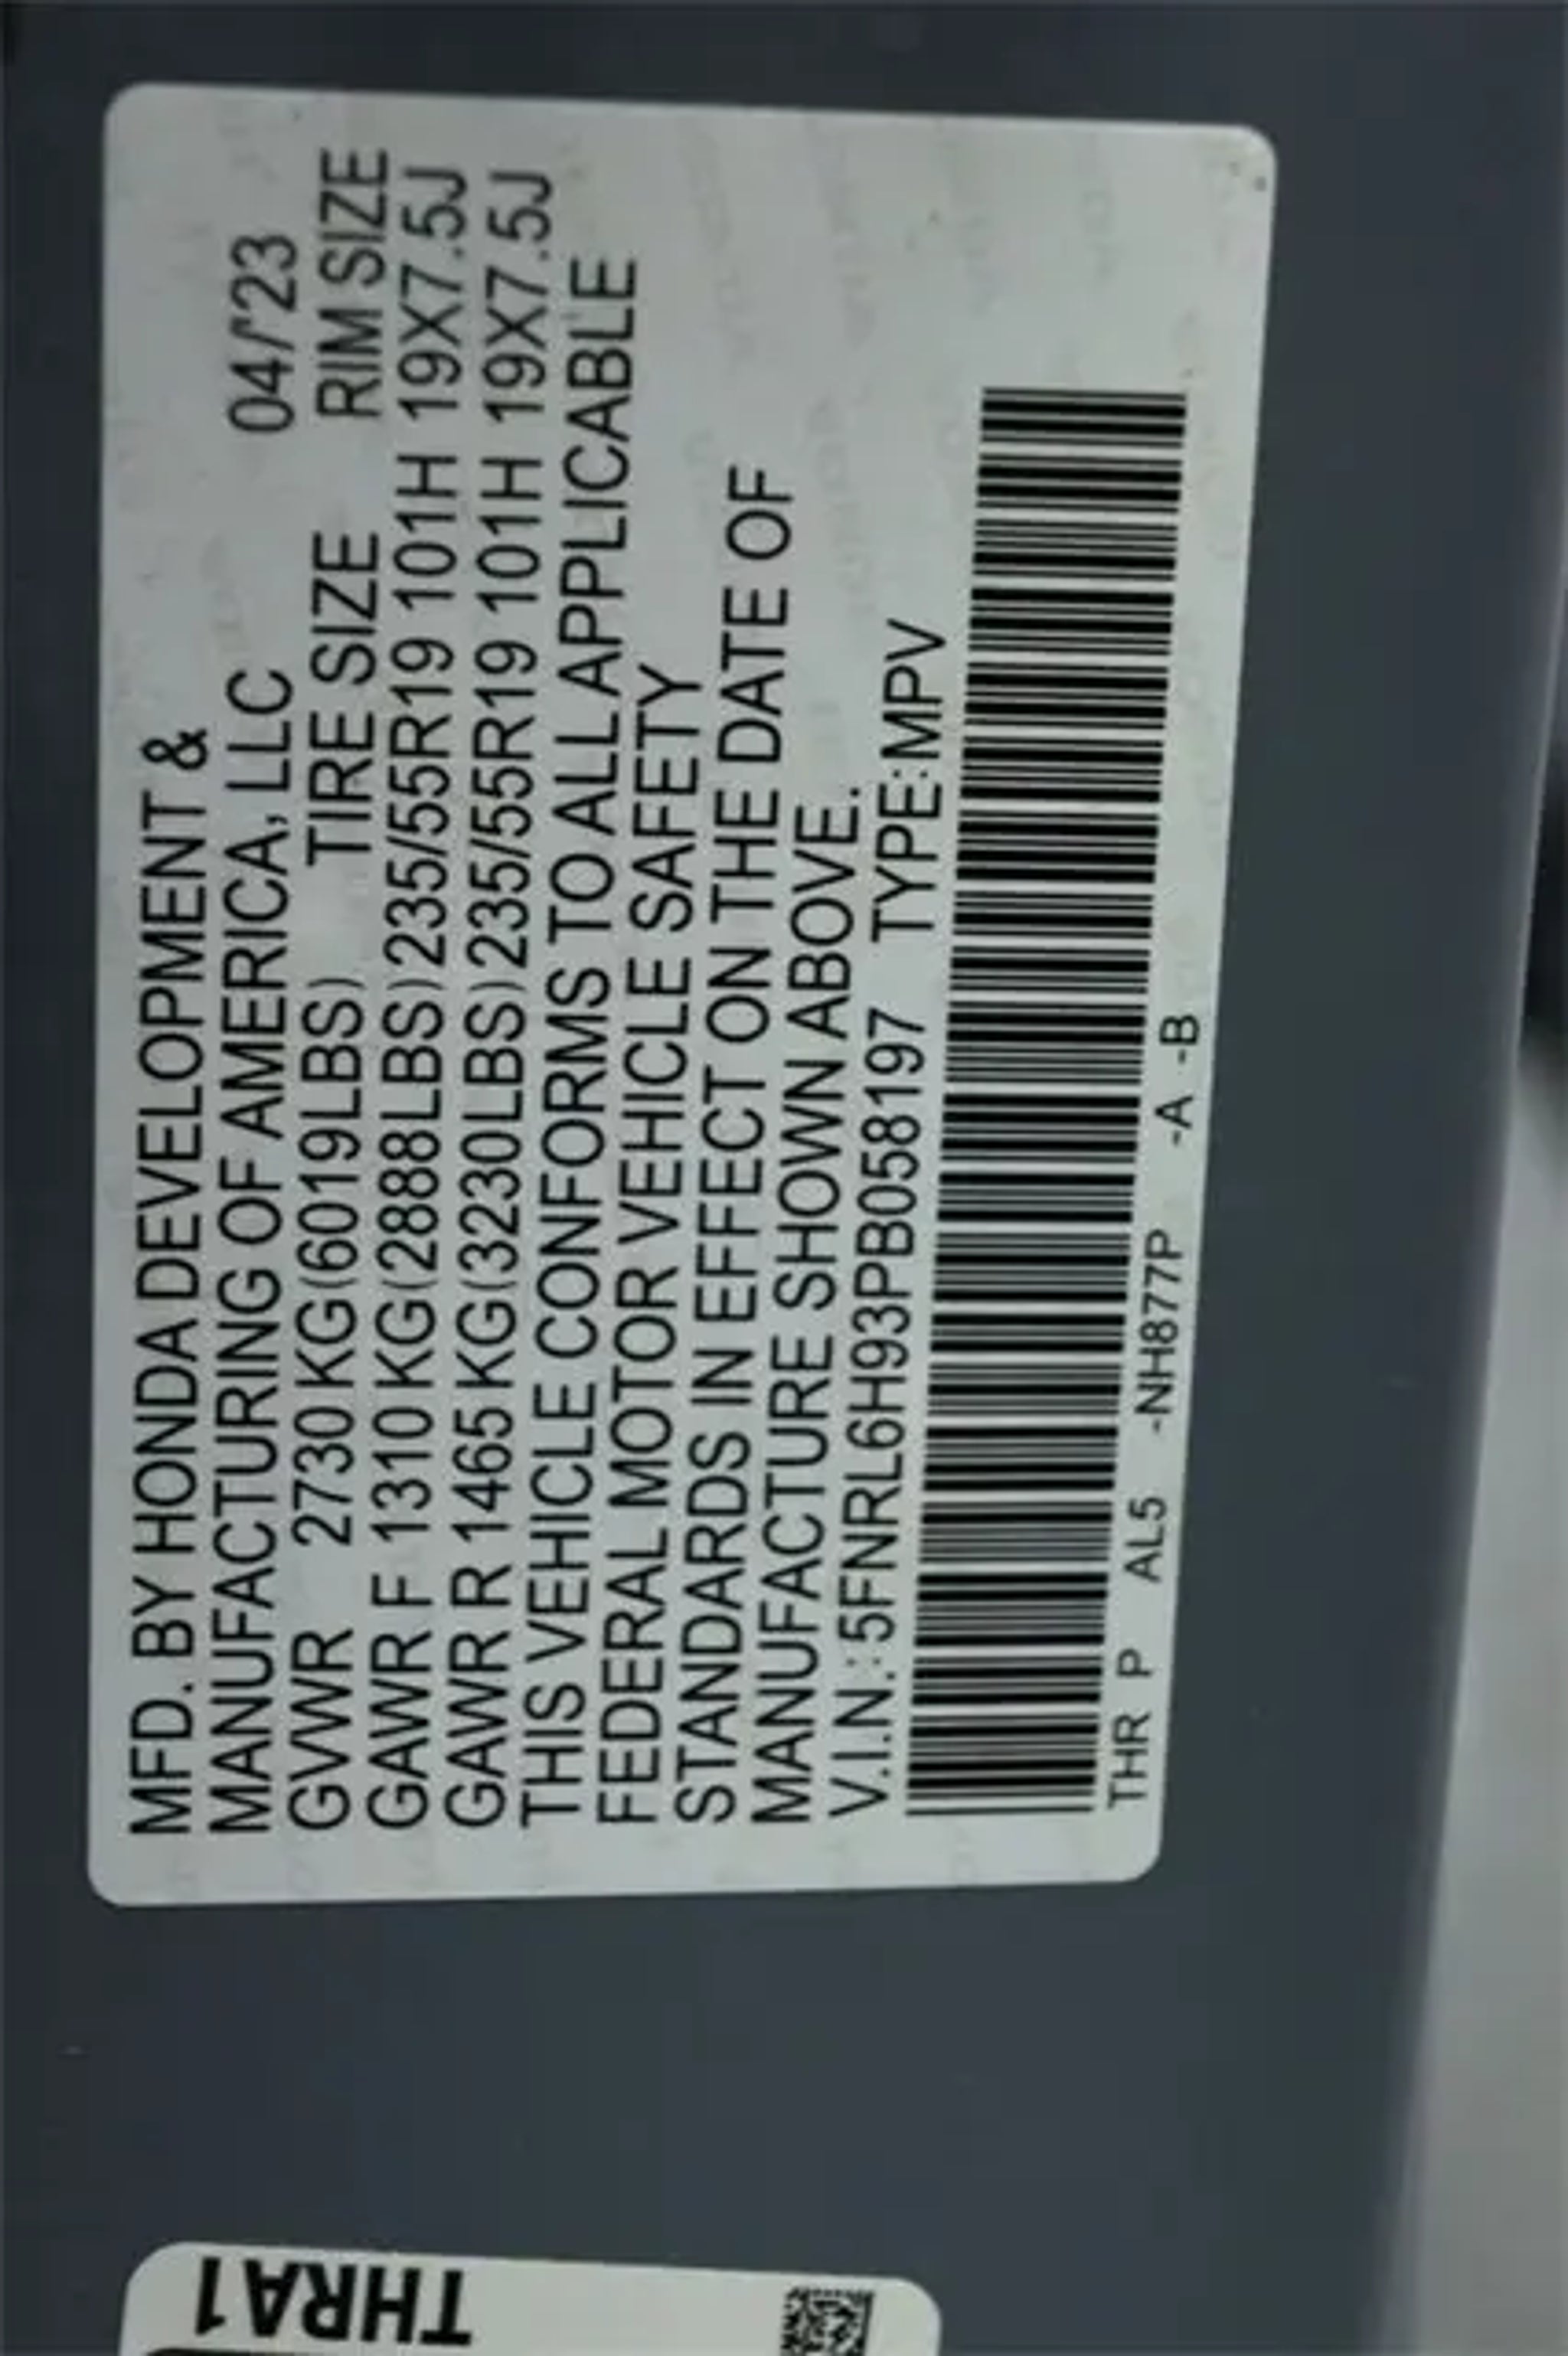 MFD. BY HONDA DEVELOPMENT &
MANUFACTURING OF AMERICA, LLC 04/'23
GVWR 2730 KG(6019LBS) TIRE SIZE RIM SIZE
GAWR F 1310 KG(2888LBS) 235/55R19 101H 19X7.5J
GAWR R 1465 KG(3230LBS) 235/55R19 101H 19X7.5J
THIS VEHICLE CONFORMS TO ALL APPLICABLE
FEDERAL MOTOR VEHICLE SAFETY
STANDARDS IN EFFECT ON THE DATE OF
MANUFACTURE SHOWN ABOVE.
V.I.N.:5FNRL6H93PB058197 TYPE:MPV
THR P AL5 -NH877P -A -B
THRA1